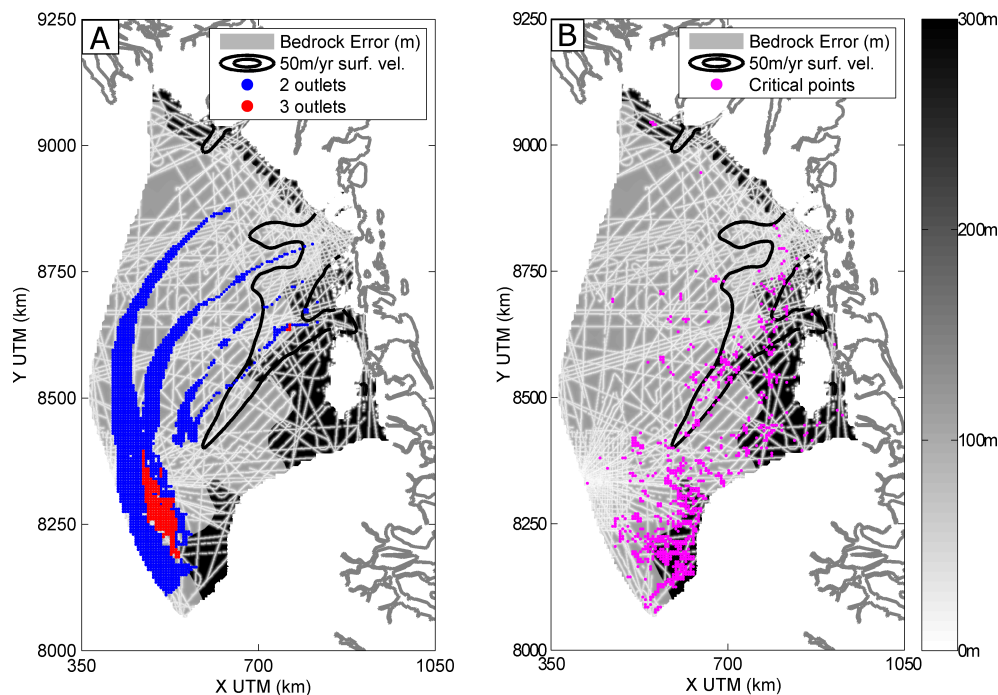 A
Bedrock Error (m)
50m/yr surf. vel.
2 outlets
3 outlets
9250
9000
8750
8500
8250
8000
Y UTM (km)
350
700
1050
X UTM (km)
B
Bedrock Error (m)
50m/yr surf. vel.
Critical points
9250
9000
8750
8500
8250
8000
Y UTM (km)
350
700
1050
X UTM (km)
300m
200m
100m
0m